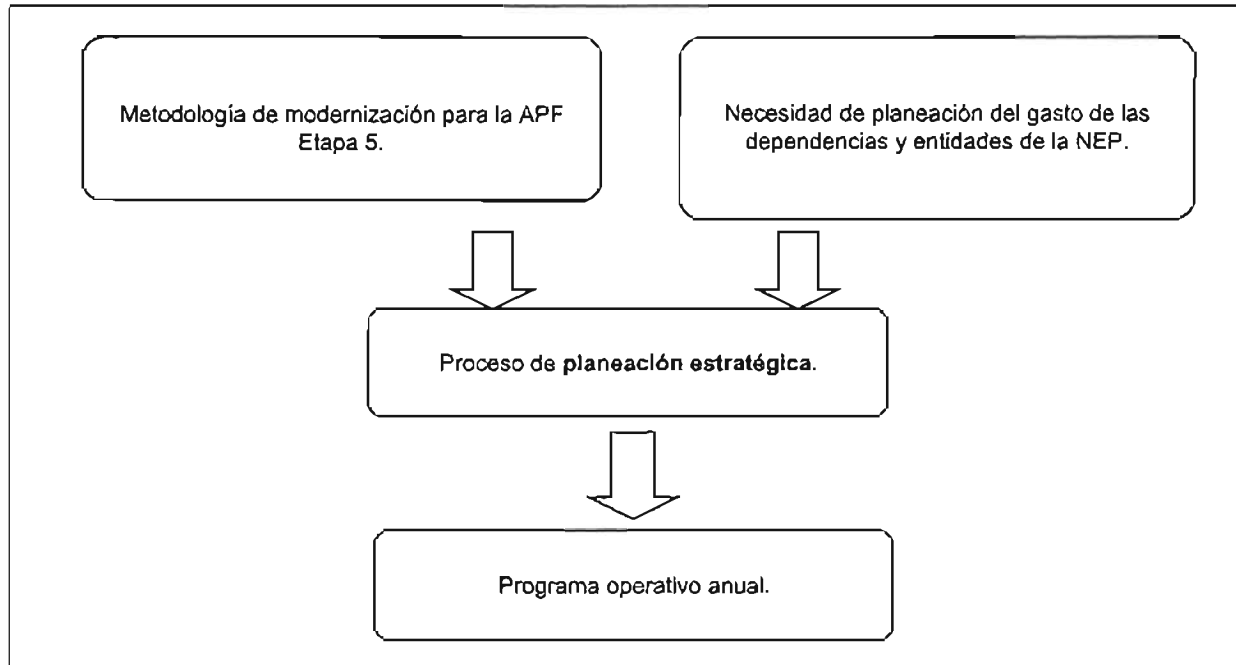 Metodología de modernización para la APF
Etapa 5.
Necesidad de planeación del gasto de las
dependencias y entidades de la NEP.
Proceso de planeación estratégica.
Programa operativo anual.